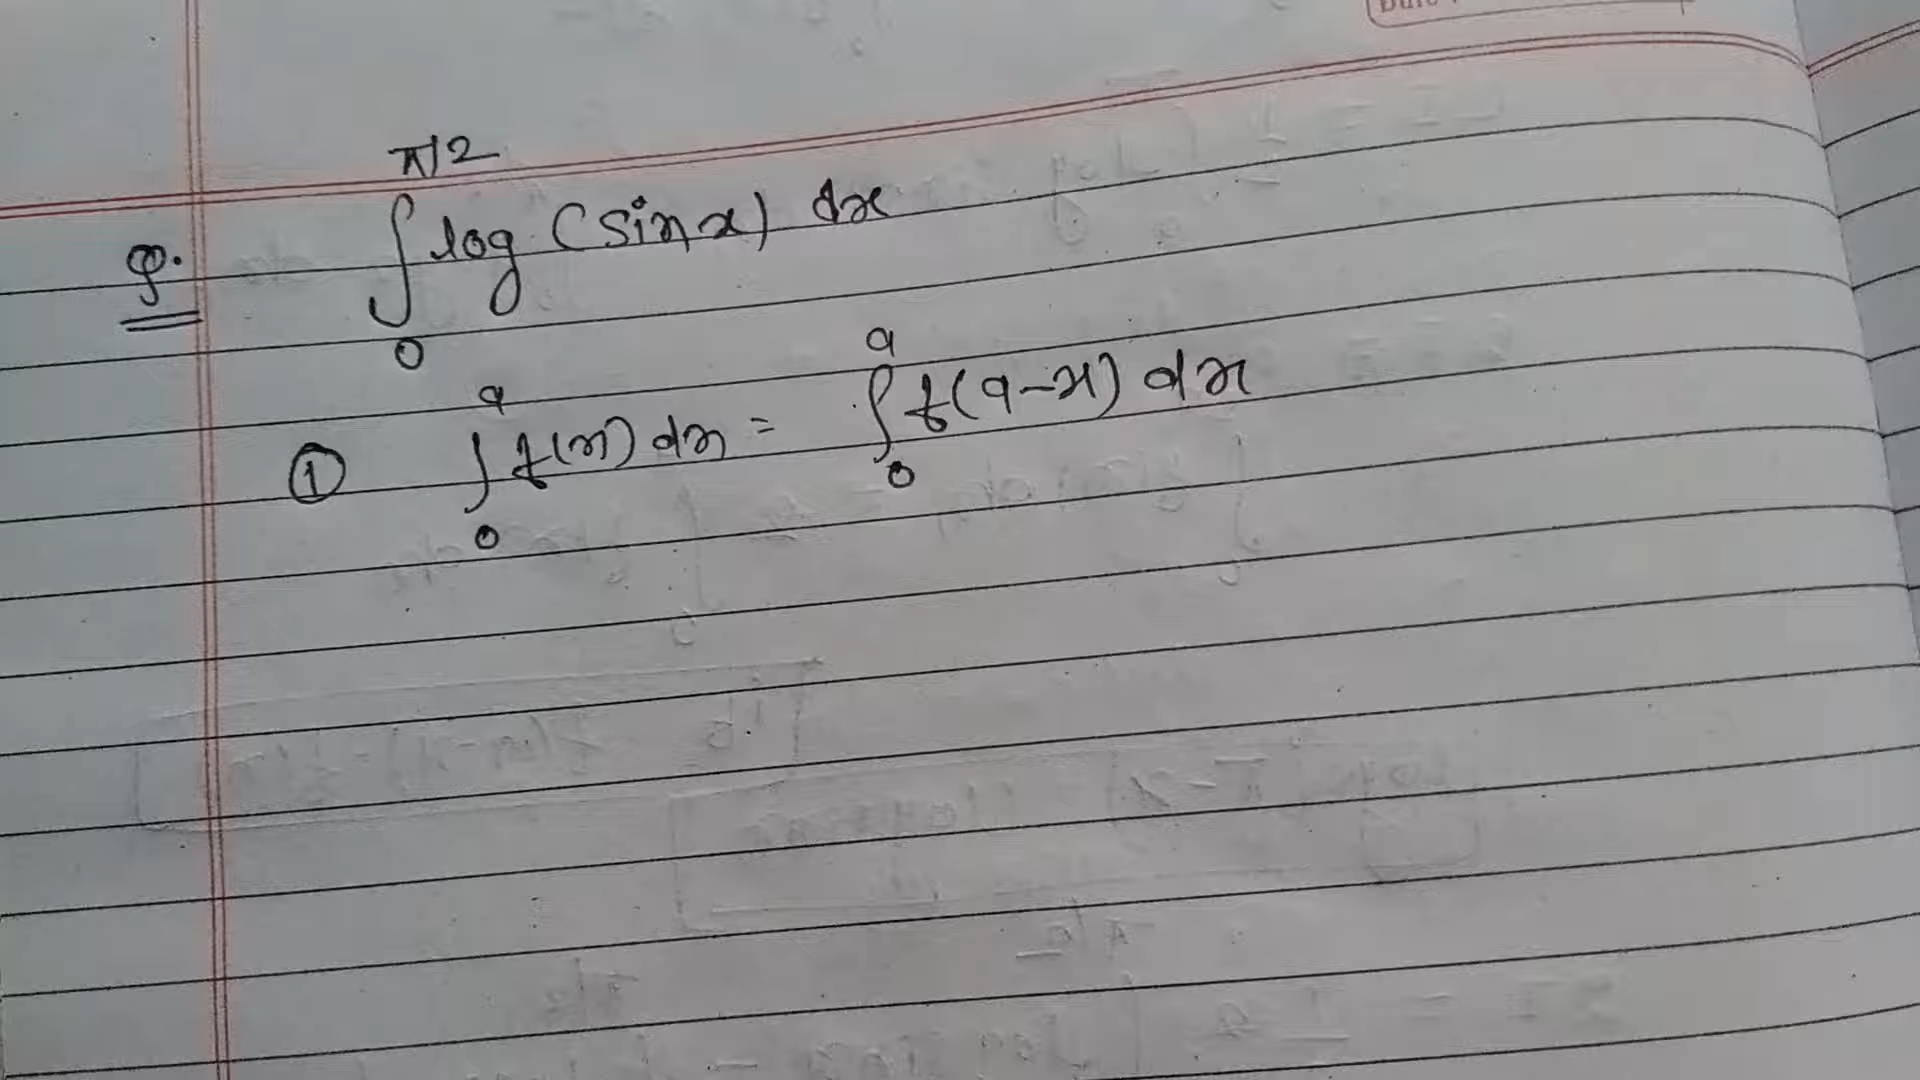 Q. ∫₀^{π/2} log (sin x) dx
① ∫₀^a f(x) dx = ∫₀^a f(a-x) dx